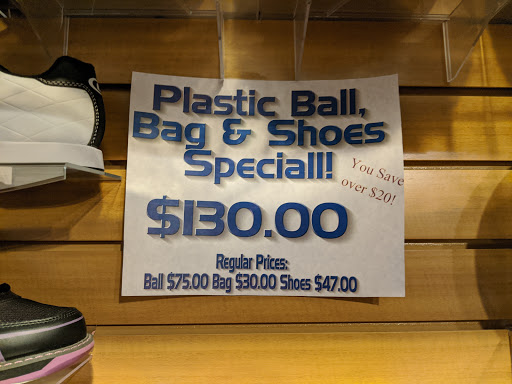 Plastic Ball,
Bag & Shoes
Speciall!
You Save
over $20!
$130.00
Regular Prices:
Ball $75.00 Bag $30.00 Shoes $47.00